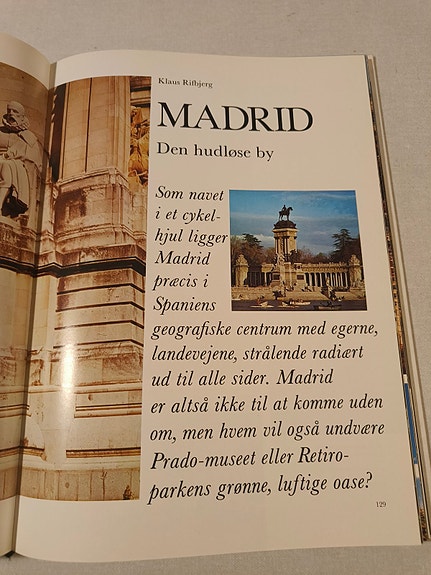 Klaus Rifbjerg
MADRID
Den hudløse by
Som navet
i et cykel-
hjul ligger
Madrid
præcis i
Spaniens
geografiske centrum med egerne,
landevejene, strålende radiært
ud til alle sider. Madrid
er altså ikke til at komme uden
om, men hvem vil også undvære
Prado-museet eller Retiro-
parkens grønne, luftige oase?
129